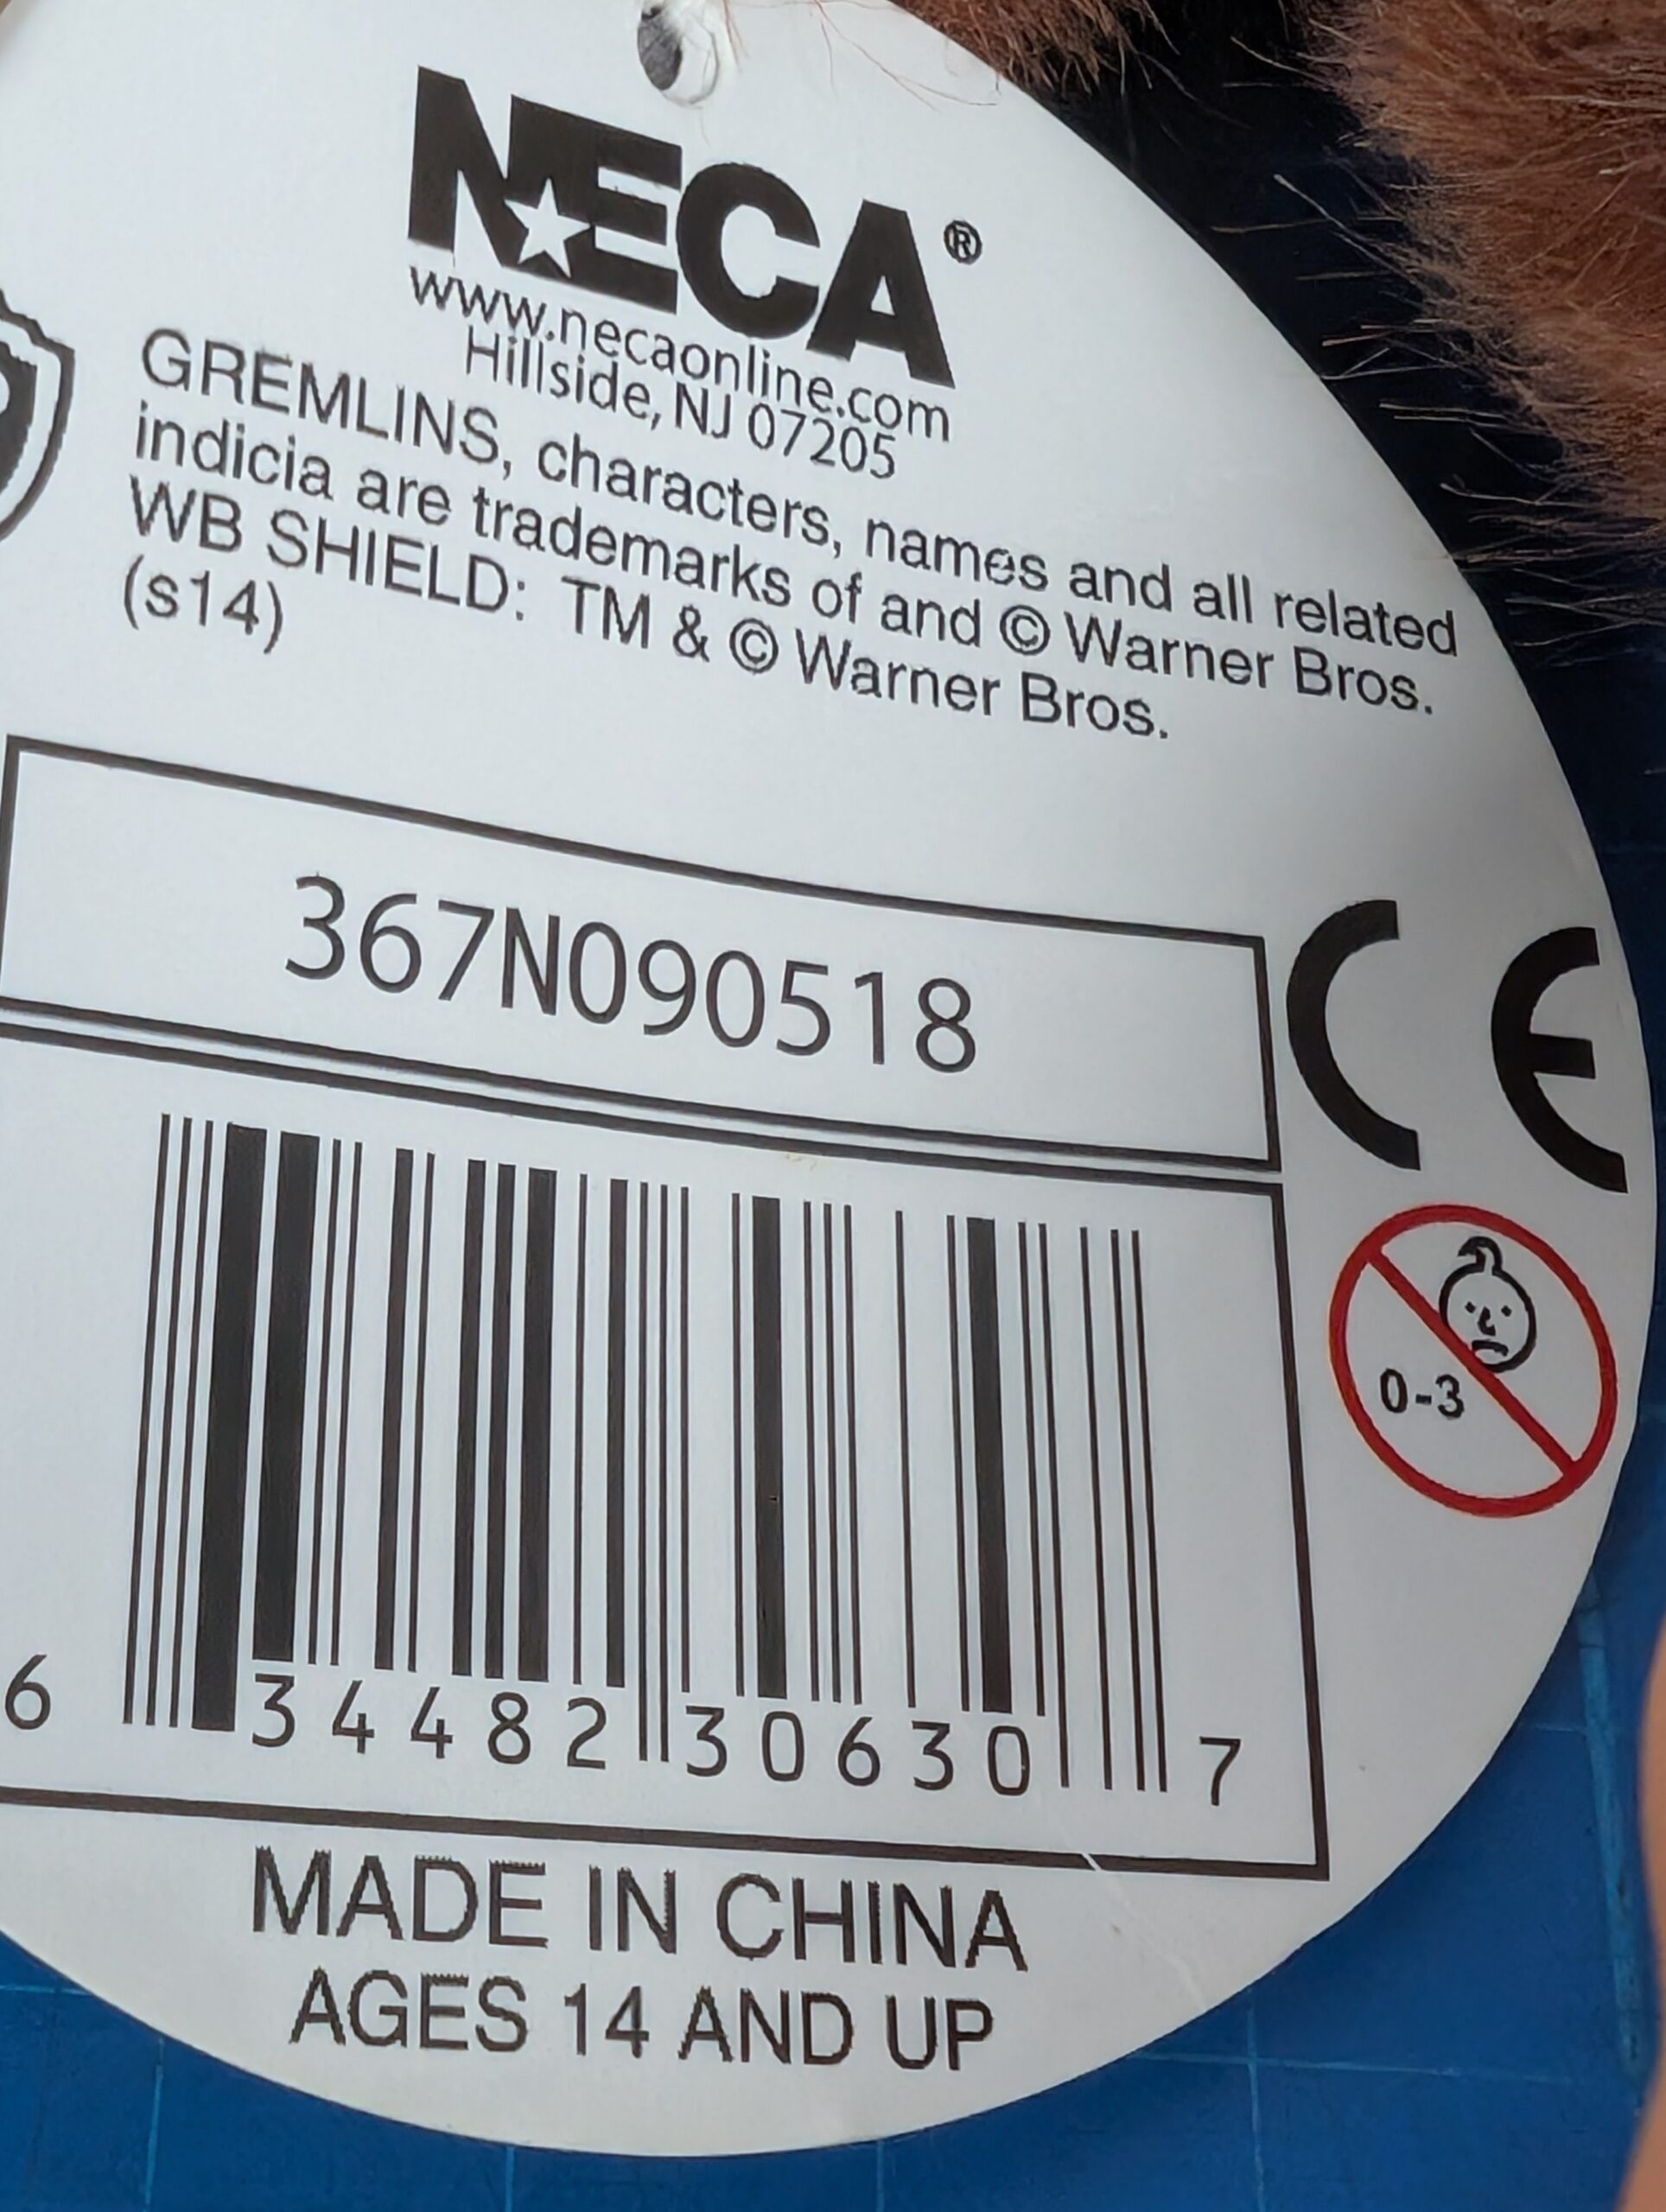 NECA®
www.necaonline.com
Hillside, NJ 07205
GREMLINS, characters, names and all related
indicia are trademarks of and © Warner Bros.
WB SHIELD: TM & © Warner Bros.
(s14)
367N090518
CE
0-3
6 34482 30630 7
MADE IN CHINA
AGES 14 AND UP